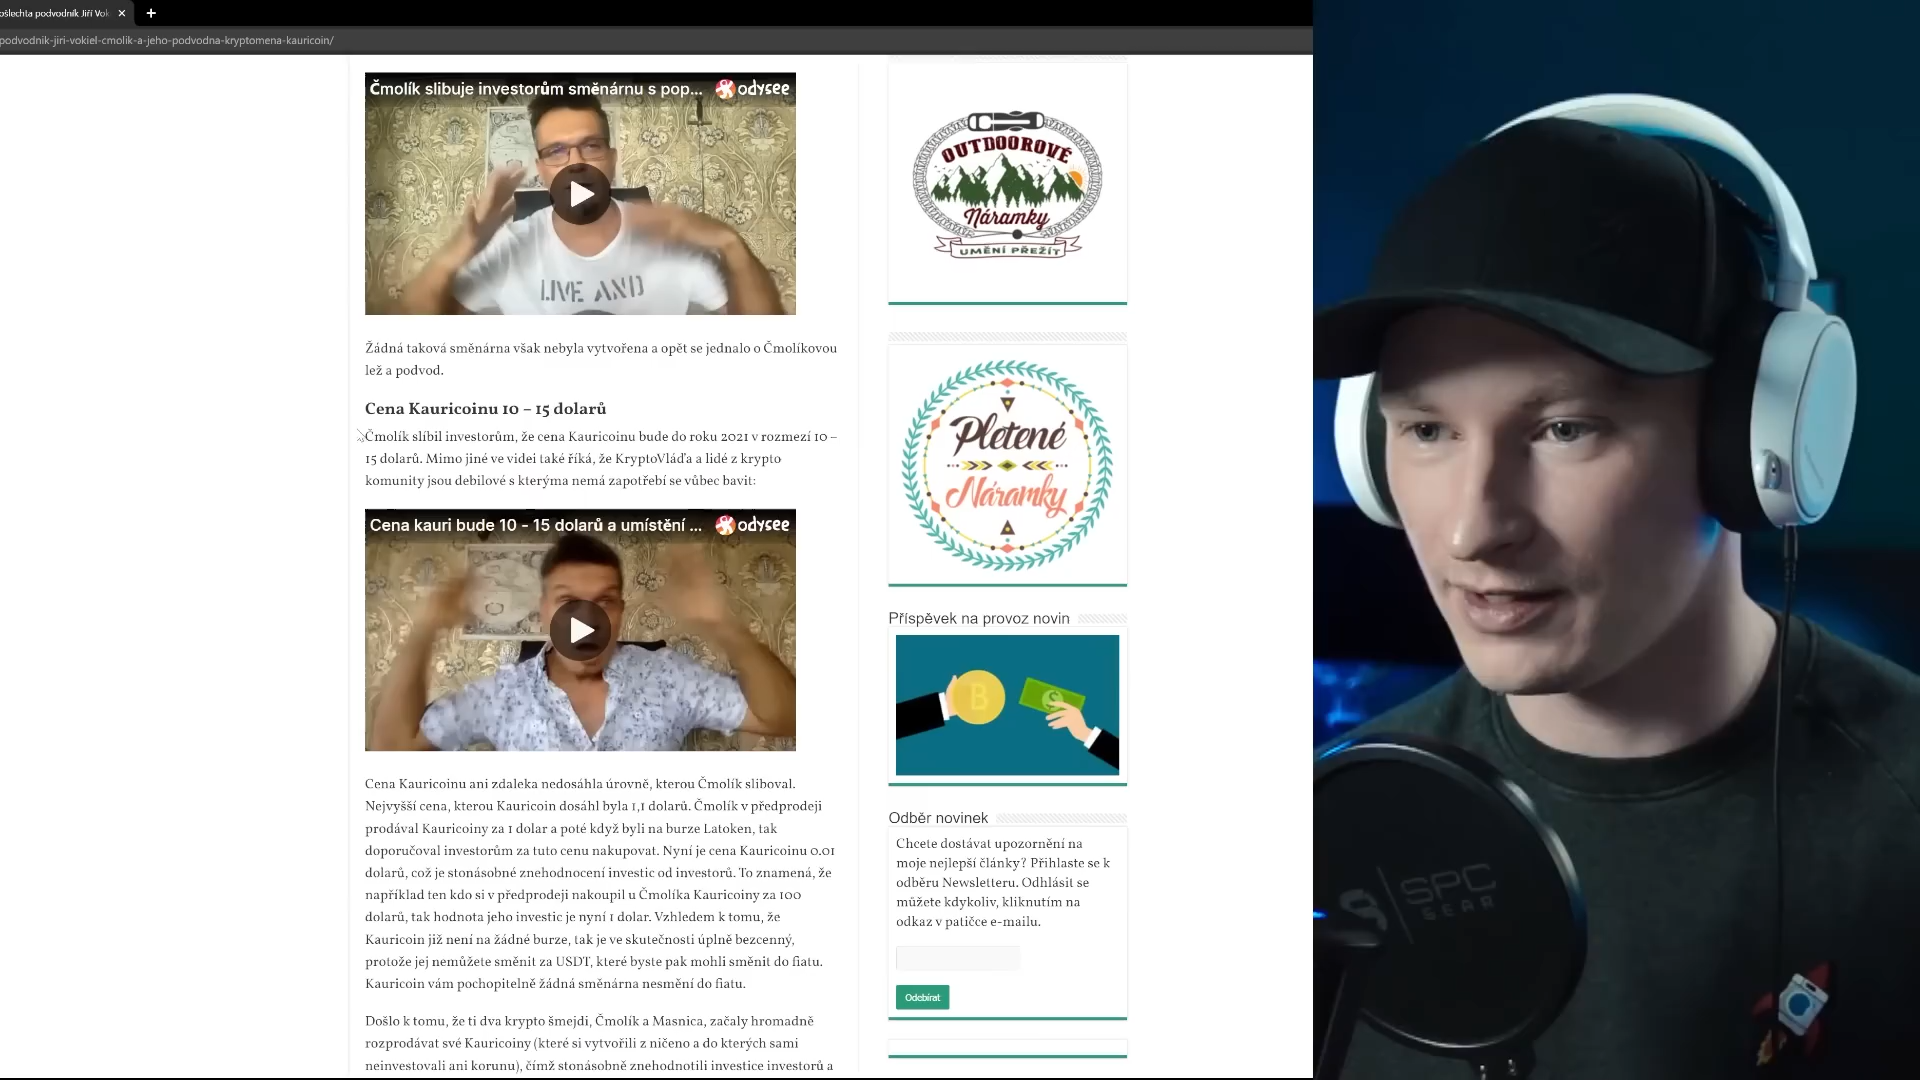 ošlechta podvodník Jiří Vok
podvodnik-jiri-vokiel-cmolik-a-jeho-podvodna-kryptomena-kauricoin/
Čmolík slibuje investorům směnárnu s pop...
odysee
LIVE AND
Žádná taková směnárna však nebyla vytvořena a opět se jednalo o Čmolíkovou
lež a podvod.
Cena Kauricoinu 10 – 15 dolarů
Čmolík slíbil investorům, že cena Kauricoinu bude do roku 2021 v rozmezí 10 –
15 dolarů. Mimo jiné ve videi také říká, že KryptoVláďa a lidé z krypto
komunity jsou debilové s kterýma nemá zapotřebí se vůbec bavit:
Cena kauri bude 10 - 15 dolarů a umístění ...
odysee
Cena Kauricoinu ani zdaleka nedosáhla úrovně, kterou Čmolík sliboval.
Nejvyšší cena, kterou Kauricoin dosáhl byla 1,1 dolarů. Čmolík v předprodeji
prodával Kauricoiny za 1 dolar a poté když byli na burze Latoken, tak
doporučoval investorům za tuto cenu nakupovat. Nyní je cena Kauricoinu 0.01
dolarů, což je stonásobné znehodnocení investic od investorů. To znamená, že
například ten kdo si v předprodeji nakoupil u Čmolíka Kauricoiny za 100
dolarů, tak hodnota jeho investic je nyní 1 dolar. Vzhledem k tomu, že
Kauricoin již není na žádné burze, tak je ve skutečnosti úplně bezcenný,
protože jej nemůžete směnit za USDT, které byste pak mohli směnit do fiatu.
Kauricoin vám pochopitelně žádná směnárna nesmění do fiatu.
Došlo k tomu, že ti dva krypto šmejdi, Čmolík a Masnica, začaly hromadně
rozprodávat své Kauricoiny (které si vytvořili z ničeno a do kterých sami
neinvestovali ani korunu), čímž stonásobně znehodnotili investice investorů a
OUTDOOROVÉ
Náramky
UMĚNÍ PŘEŽÍT
Pletené
Náramky
Příspěvek na provoz novin
Odběr novinek
Chcete dostávat upozornění na
moje nejlepší články? Přihlaste se k
odběru Newsletteru. Odhlásit se
můžete kdykoliv, kliknutím na
odkaz v patičce e-mailu.
Odebírat
SPC
GEAR